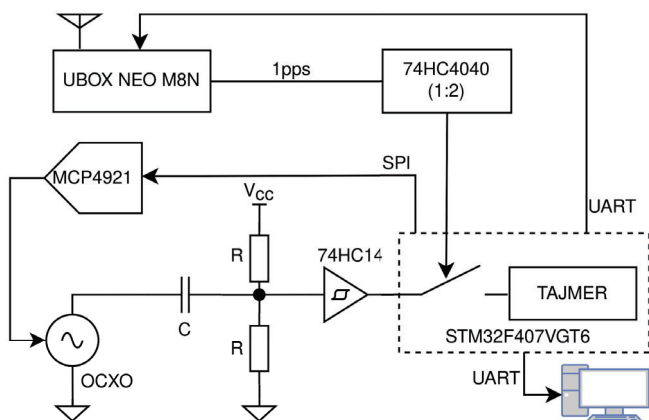 UBOX NEO M8N
1pps
74HC4040
(1:2)
MCP4921
SPI
UART
VCC
R
74HC14
C
R
TAJMER
STM32F407VGT6
OCXO
UART